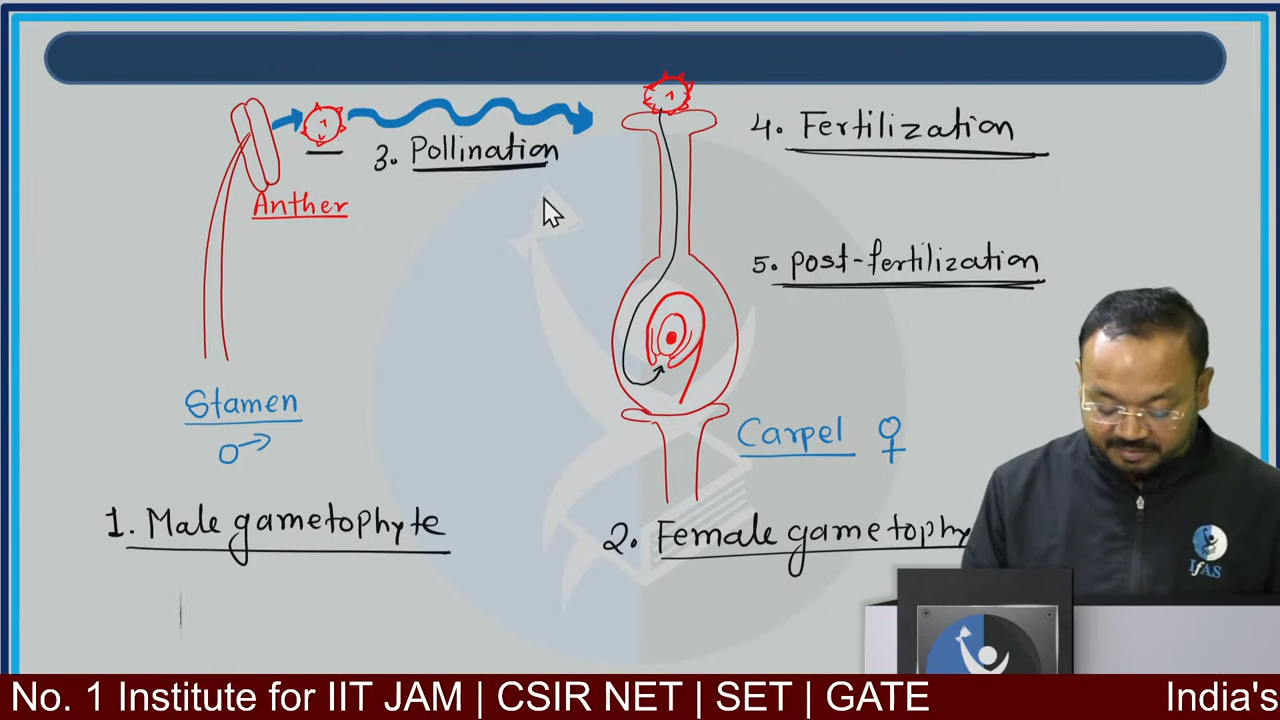 3. Pollination
4. Fertilization
Anther
5. post-fertilization
Stamen
Carpel
1. Male gametophyte
2. Female gametophy
IFAS
No. 1 Institute for IIT JAM | CSIR NET | SET | GATE
India's